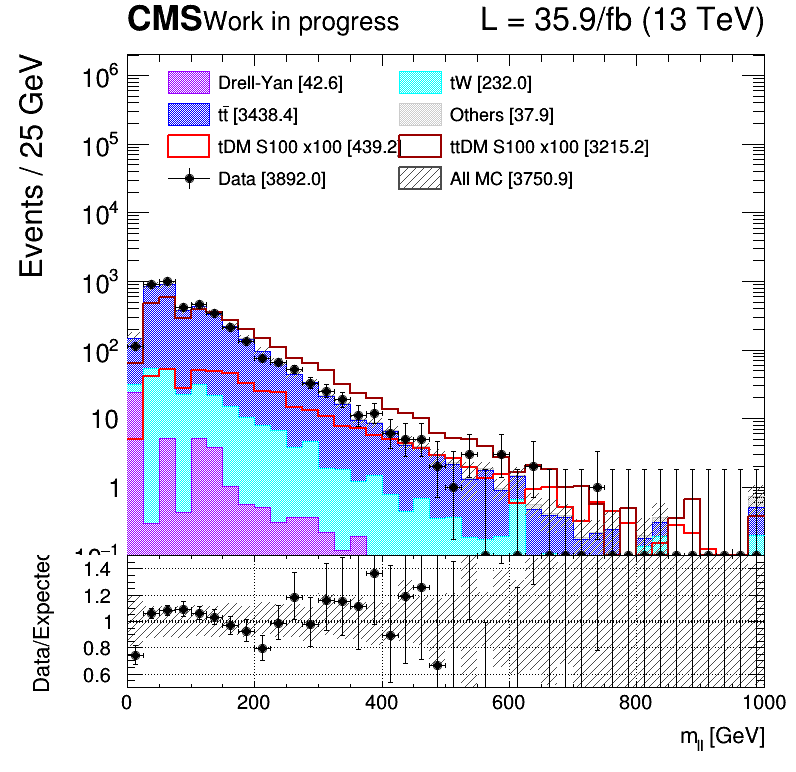 CMS Work in progress L = 35.9/fb (13 TeV)
Events / 25 GeV
10⁶
10⁵
10⁴
10³
10²
10
1
10⁻¹
Drell-Yan [42.6] tW [232.0]
tt̄ [3438.4] Others [37.9]
tDM S100 x100 [439.2] ttDM S100 x100 [3215.2]
Data [3892.0] All MC [3750.9]
Data/Expected
1.4
1.2
1
0.8
0.6
0 200 400 600 800 1000
m_ll [GeV]